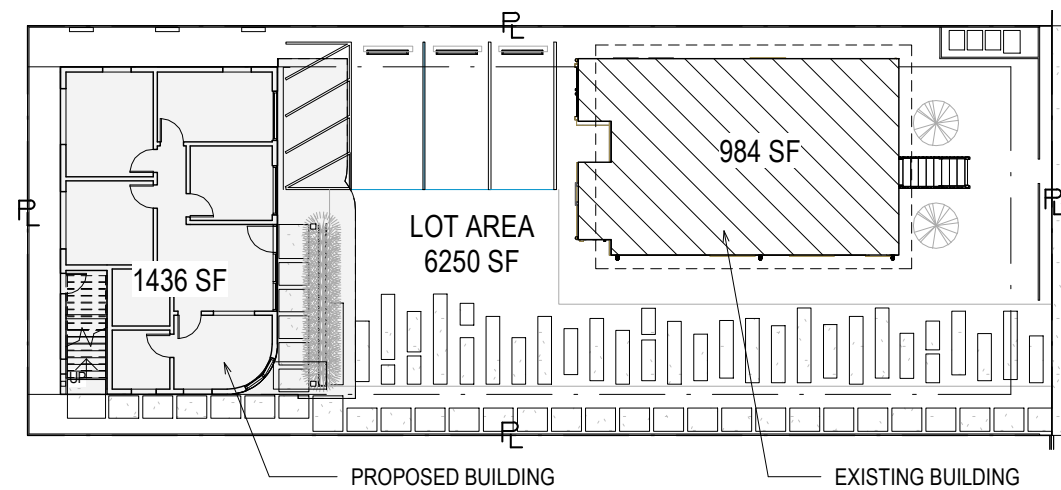 PL
984 SF
PL
LOT AREA
6250 SF
PL
1436 SF
UP
PL
PROPOSED BUILDING
EXISTING BUILDING